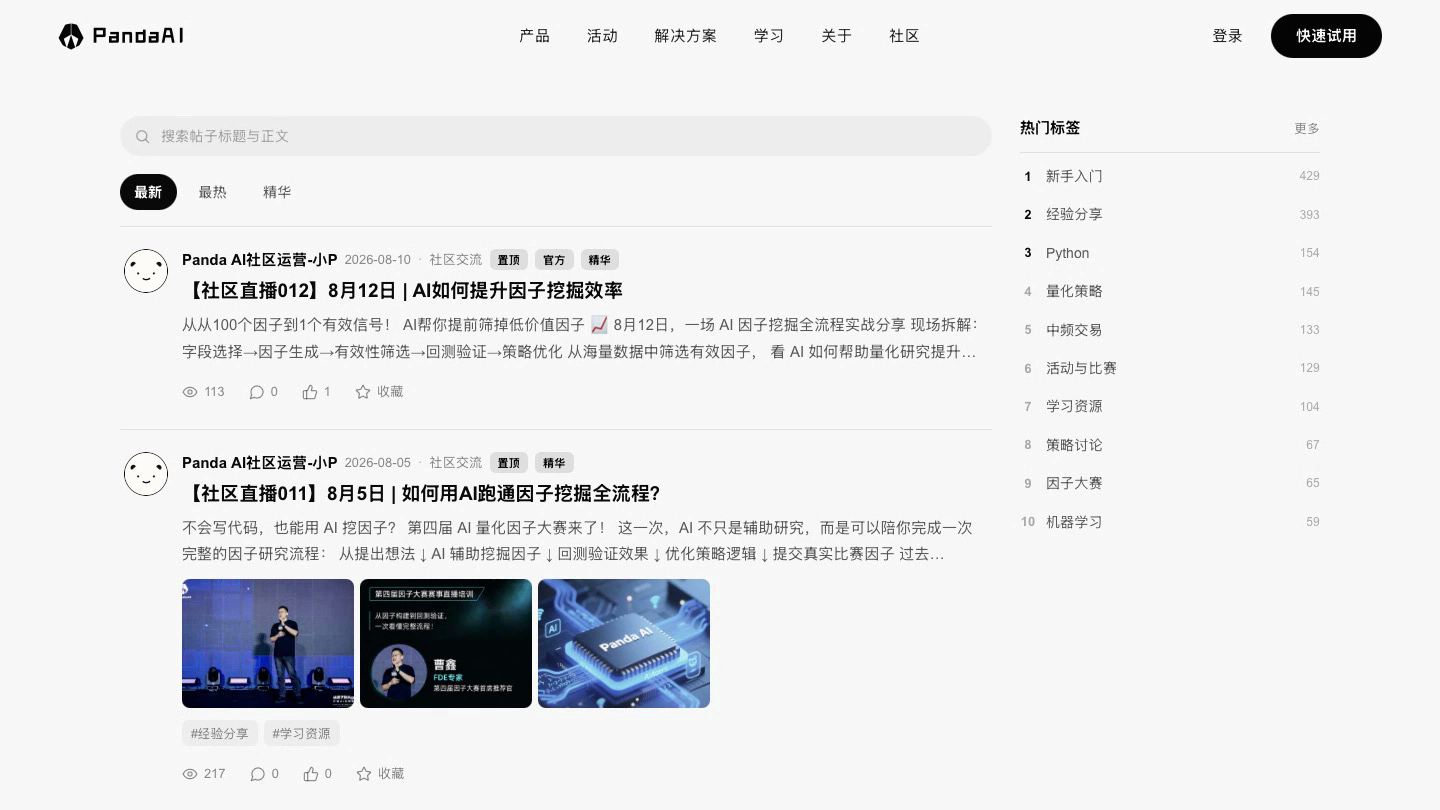 PandaAI
产品
活动
解决方案
学习
关于
社区
登录
快速试用
搜索帖子标题与正文
最新
最热
精华
Panda AI社区运营-小P 2026-08-10 · 社区交流 置顶 官方 精华
【社区直播012】8月12日 | AI如何提升因子挖掘效率
从从100个因子到1个有效信号！ AI帮你提前筛掉低价值因子 📈 8月12日，一场 AI 因子挖掘全流程实战分享 现场拆解：
字段选择→因子生成→有效性筛选→回测验证→策略优化 从海量数据中筛选有效因子， 看 AI 如何帮助量化研究提升...
113 0 1 收藏
Panda AI社区运营-小P 2026-08-05 · 社区交流 置顶 精华
【社区直播011】8月5日 | 如何用AI跑通因子挖掘全流程?
不会写代码，也能用 AI 挖因子？ 第四届 AI 量化因子大赛来了！ 这一次，AI 不只是辅助研究，而是可以陪你完成一次
完整的因子研究流程： 从提出想法 ↓ AI 辅助挖掘因子 ↓ 回测验证效果 ↓ 优化策略逻辑 ↓ 提交真实比赛因子 过去...
第四届因子大赛赛事直播培训
从因子构建到回测验证，
一次看懂完整流程！
曹鑫
FDE专家
第四届因子大赛首席推荐官
AI
Panda AI
#经验分享 #学习资源
217 0 0 收藏
热门标签 更多
1 新手入门 429
2 经验分享 393
3 Python 154
4 量化策略 145
5 中频交易 133
6 活动与比赛 129
7 学习资源 104
8 策略讨论 67
9 因子大赛 65
10 机器学习 59